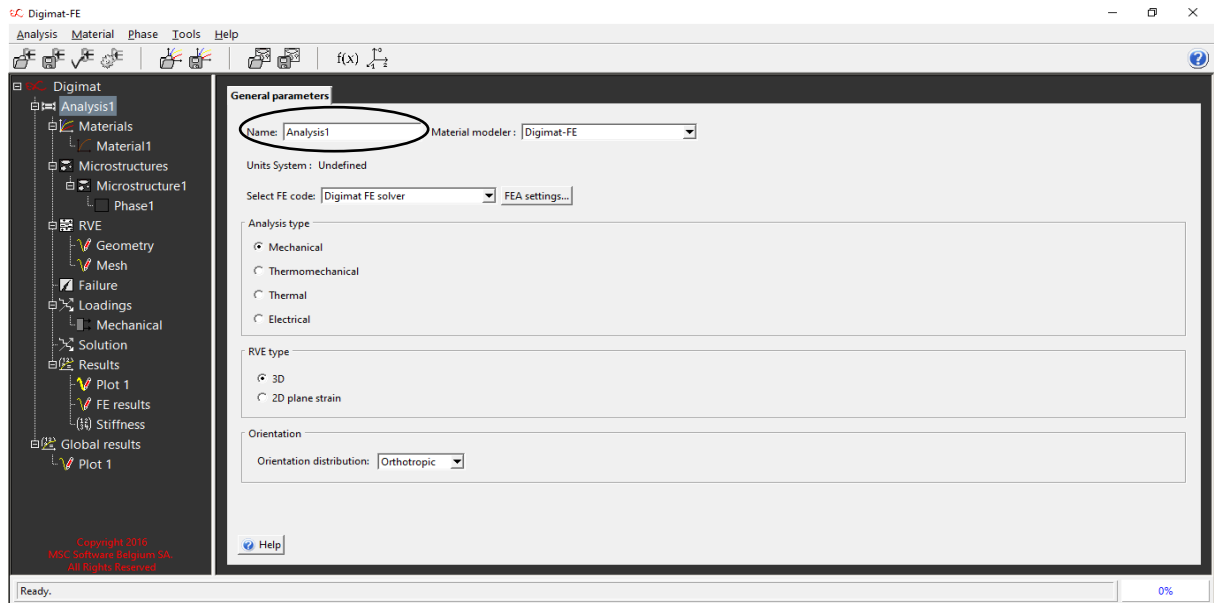 Digimat-FE
Analysis Material Phase Tools Help
f(x)
Digimat
Analysis1
Materials
Material1
Microstructures
Microstructure1
Phase1
RVE
Geometry
Mesh
Failure
Loadings
Mechanical
Solution
Results
Plot 1
FE results
Stiffness
Global results
Plot 1
Copyright 2016
MSC Software Belgium SA.
All Rights Reserved
General parameters
Name: Analysis1 Material modeler : Digimat-FE
Units System : Undefined
Select FE code: Digimat FE solver FEA settings...
Analysis type
Mechanical
Thermomechanical
Thermal
Electrical
RVE type
3D
2D plane strain
Orientation
Orientation distribution: Orthotropic
Help
Ready. 0%